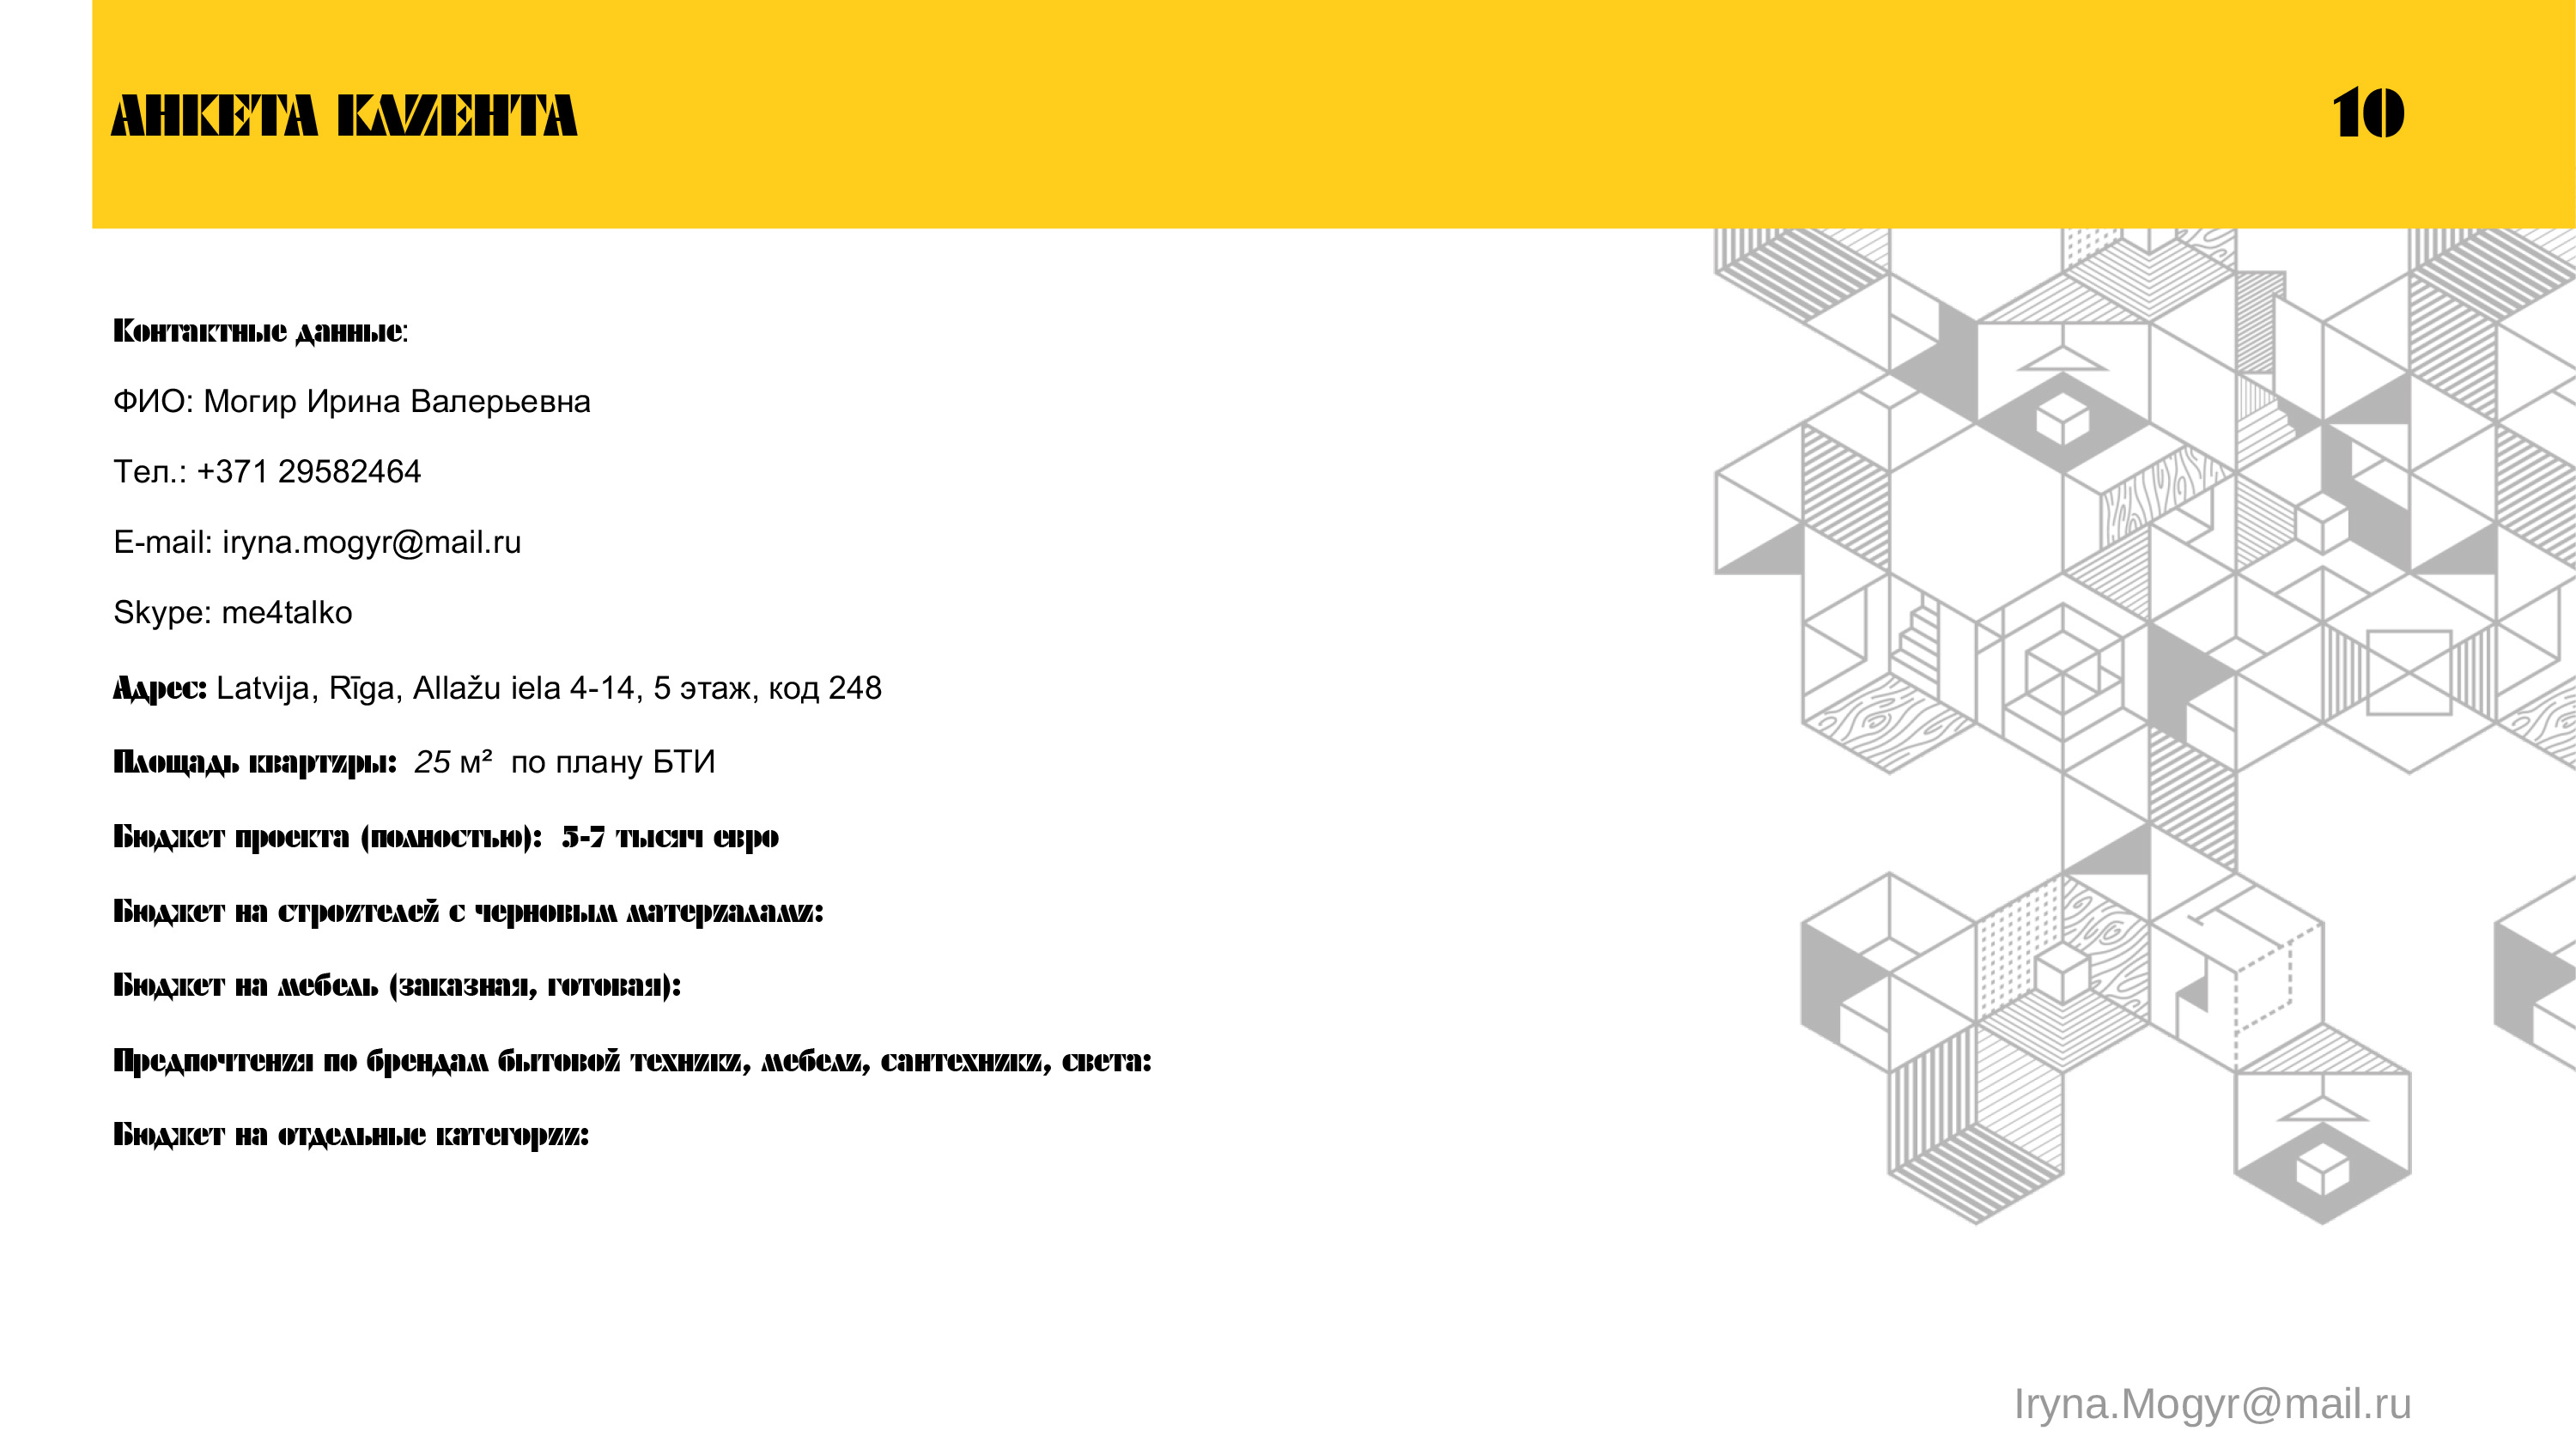 АНКЕТА КЛИЕНТА
10
Контактные данные:
ФИО: Могир Ирина Валерьевна
Тел.: +371 29582464
E-mail: iryna.mogyr@mail.ru
Skype: me4talko
Адрес: Latvija, Rīga, Allažu iela 4-14, 5 этаж, код 248
Площадь квартиры: 25 м² по плану БТИ
Бюджет проекта (полностью): 5-7 тысяч евро
Бюджет на строителей с черновым материалами:
Бюджет на мебель (заказная, готовая):
Предпочтения по брендам бытовой техники, мебели, сантехники, света:
Бюджет на отдельные категории:
Iryna.Mogyr@mail.ru